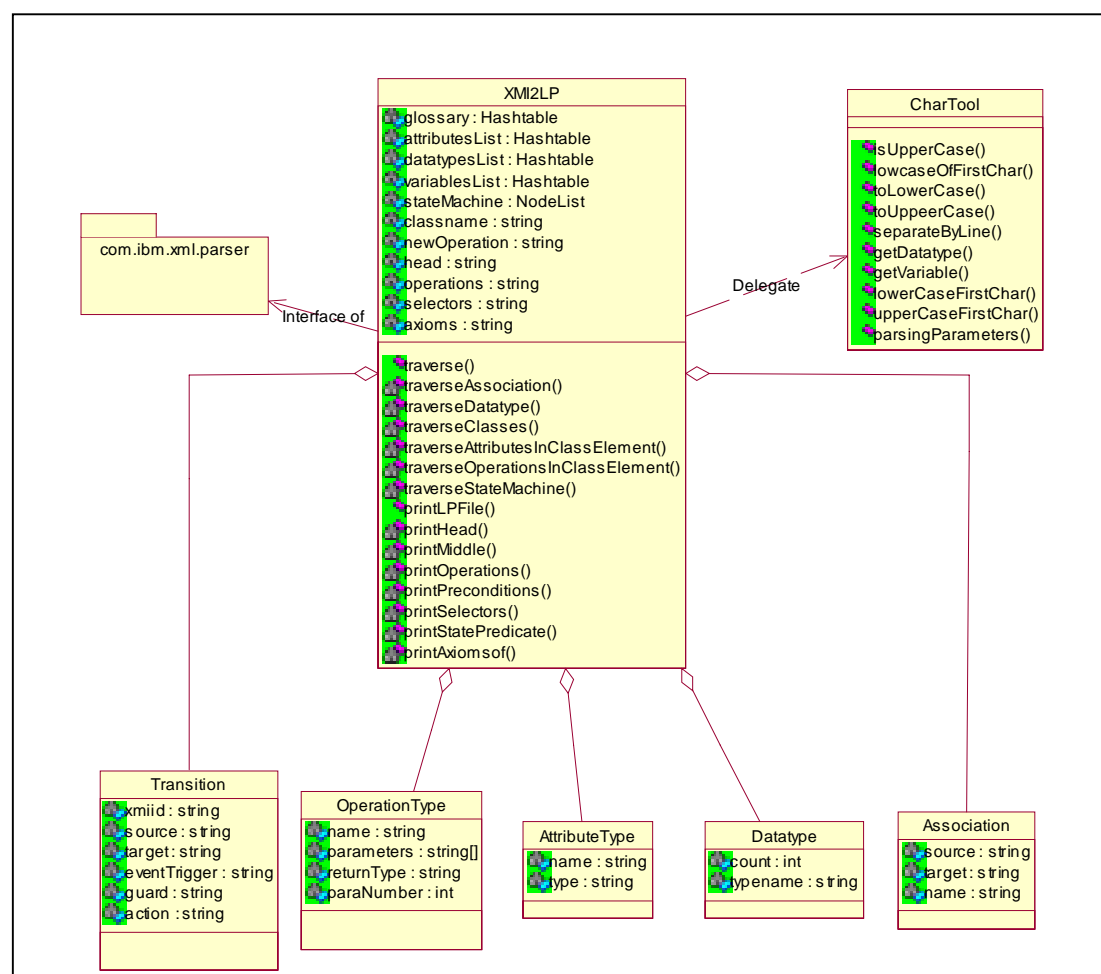 XMI2LP
glossary : Hashtable
attributesList : Hashtable
datatypesList : Hashtable
variablesList : Hashtable
stateMachine : NodeList
classname : string
newOperation : string
head : string
operations : string
selectors : string
axioms : string
traverse()
traverseAssociation()
traverseDatatype()
traverseClasses()
traverseAttributesInClassElement()
traverseOperationsInClassElement()
traverseStateMachine()
printLPFile()
printHead()
printMiddle()
printOperations()
printPreconditions()
printSelectors()
printStatePredicate()
printAxiomsof()
CharTool
isUpperCase()
lowcaseOfFirstChar()
toLowerCase()
toUppeerCase()
separateByLine()
getDatatype()
getVariable()
lowerCaseFirstChar()
upperCaseFirstChar()
parsingParameters()
com.ibm.xml.parser
Interface of
Delegate
Transition
xmiid : string
source : string
target : string
eventTrigger : string
guard : string
action : string
OperationType
name : string
parameters : string[]
returnType : string
paraNumber : int
AttributeType
name : string
type : string
Datatype
count : int
typename : string
Association
source : string
target : string
name : string